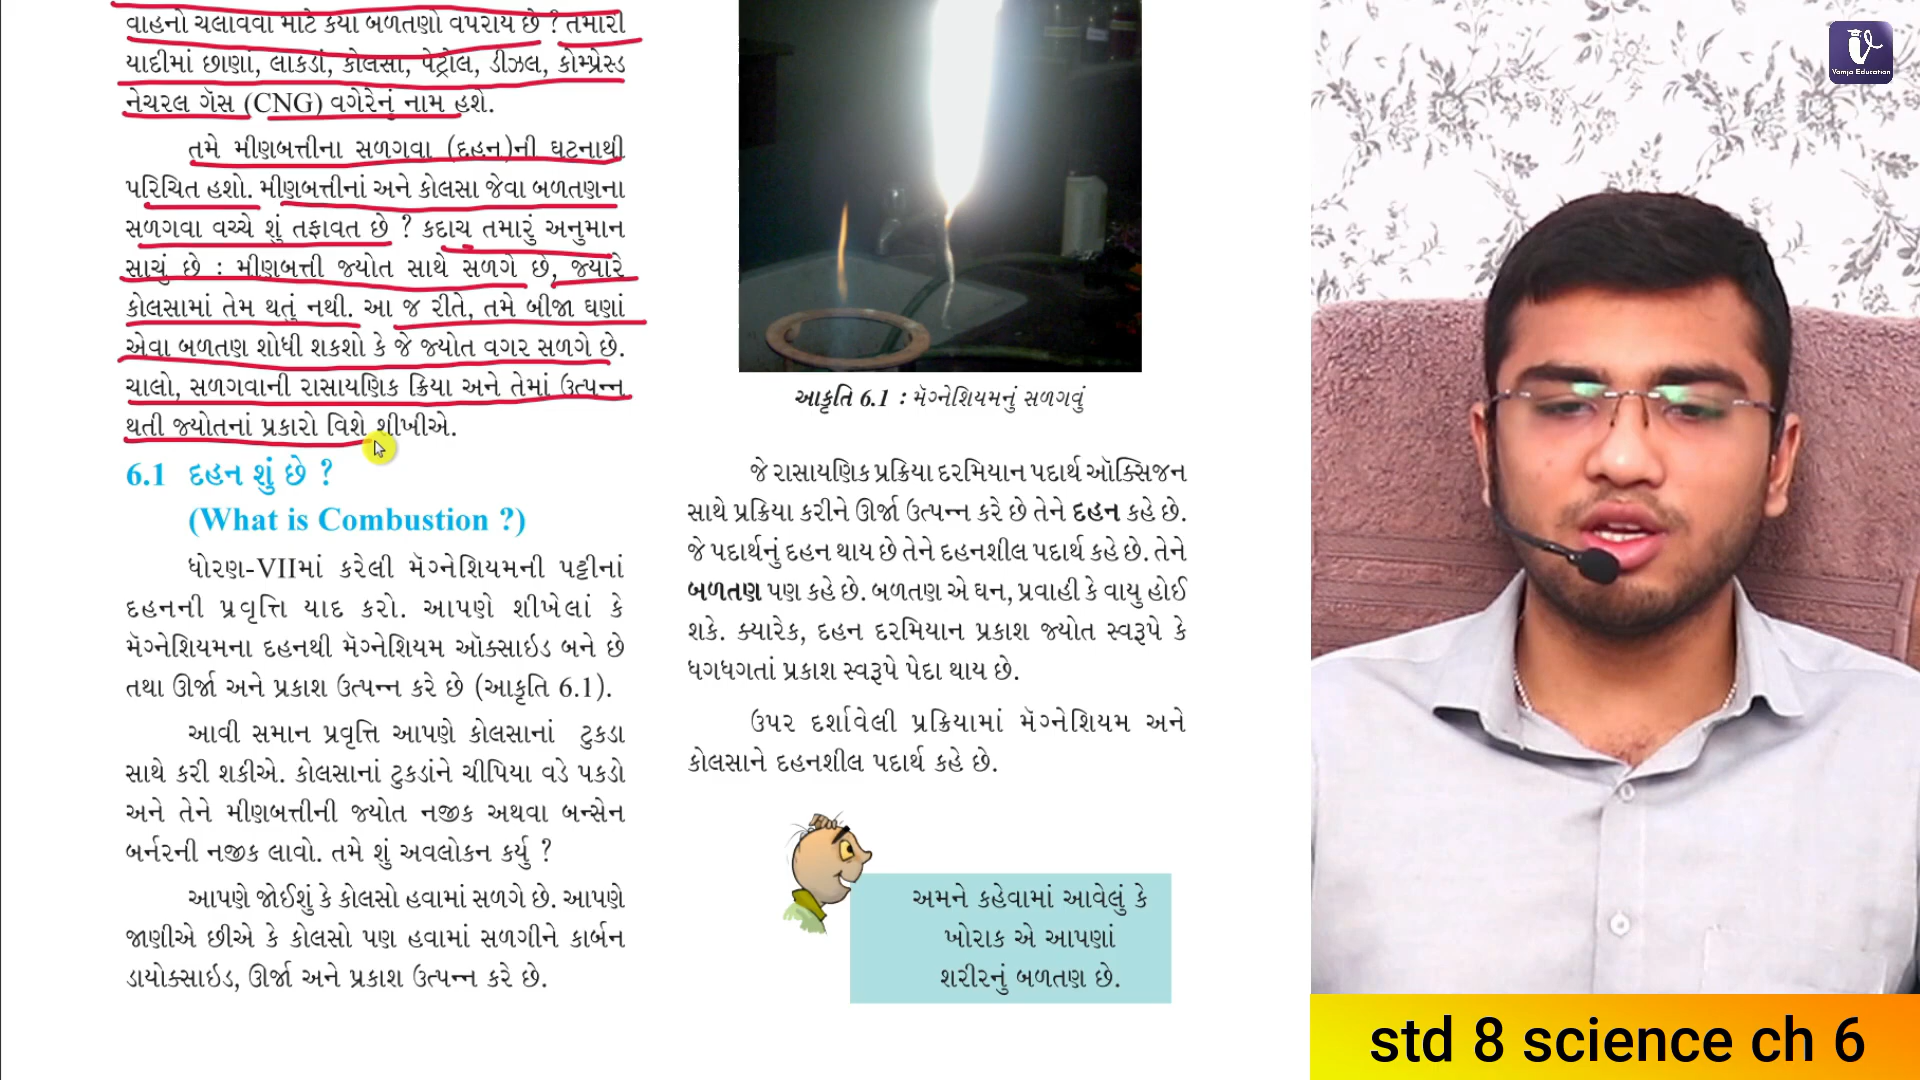 વાહનો ચલાવવા માટે કયા બળતણો વપરાય છે ? તમારી
યાદીમાં છાણાં, લાકડાં, કોલસા, પેટ્રોલ, ડીઝલ, કોમ્પ્રેસ્ડ
નેચરલ ગૅસ (CNG) વગેરેનું નામ હશે.
તમે મીણબત્તીના સળગવા (દહન)ની ઘટનાથી
પરિચિત હશો. મીણબત્તીનાં અને કોલસા જેવા બળતણના
સળગવા વચ્ચે શું તફાવત છે ? કદાચ તમારું અનુમાન
સાચું છે : મીણબત્તી જ્યોત સાથે સળગે છે, જ્યારે
કોલસામાં તેમ થતું નથી. આ જ રીતે, તમે બીજા ઘણાં
એવા બળતણ શોધી શકશો કે જે જ્યોત વગર સળગે છે.
ચાલો, સળગવાની રાસાયણિક ક્રિયા અને તેમાં ઉત્પન્ન
થતી જ્યોતનાં પ્રકારો વિશે શીખીએ.
6.1 દહન શું છે ?
(What is Combustion ?)
ધોરણ-VIIમાં કરેલી મૅગ્નેશિયમની પટ્ટીનાં
દહનની પ્રવૃત્તિ યાદ કરો. આપણે શીખેલાં કે
મૅગ્નેશિયમના દહનથી મૅગ્નેશિયમ ઑક્સાઇડ બને છે
તથા ઊર્જા અને પ્રકાશ ઉત્પન્ન કરે છે (આકૃતિ 6.1).
આવી સમાન પ્રવૃત્તિ આપણે કોલસાનાં ટુકડા
સાથે કરી શકીએ. કોલસાનાં ટુકડાંને ચીપિયા વડે પકડો
અને તેને મીણબત્તીની જ્યોત નજીક અથવા બન્સેન
બર્નરની નજીક લાવો. તમે શું અવલોકન કર્યુ ?
આપણે જોઈશું કે કોલસો હવામાં સળગે છે. આપણે
જાણીએ છીએ કે કોલસો પણ હવામાં સળગીને કાર્બન
ડાયોક્સાઇડ, ઊર્જા અને પ્રકાશ ઉત્પન્ન કરે છે.
આકૃતિ 6.1 : મૅગ્નેશિયમનું સળગવું
જે રાસાયણિક પ્રક્રિયા દરમિયાન પદાર્થ ઑક્સિજન
સાથે પ્રક્રિયા કરીને ઊર્જા ઉત્પન્ન કરે છે તેને દહન કહે છે.
જે પદાર્થનું દહન થાય છે તેને દહનશીલ પદાર્થ કહે છે. તેને
બળતણ પણ કહે છે. બળતણ એ ઘન, પ્રવાહી કે વાયુ હોઈ
શકે. ક્યારેક, દહન દરમિયાન પ્રકાશ જ્યોત સ્વરૂપે કે
ધગધગતાં પ્રકાશ સ્વરૂપે પેદા થાય છે.
ઉપર દર્શાવેલી પ્રક્રિયામાં મૅગ્નેશિયમ અને
કોલસાને દહનશીલ પદાર્થ કહે છે.
અમને કહેવામાં આવેલું કે
ખોરાક એ આપણાં
શરીરનું બળતણ છે.
Vamja Education
std 8 science ch 6